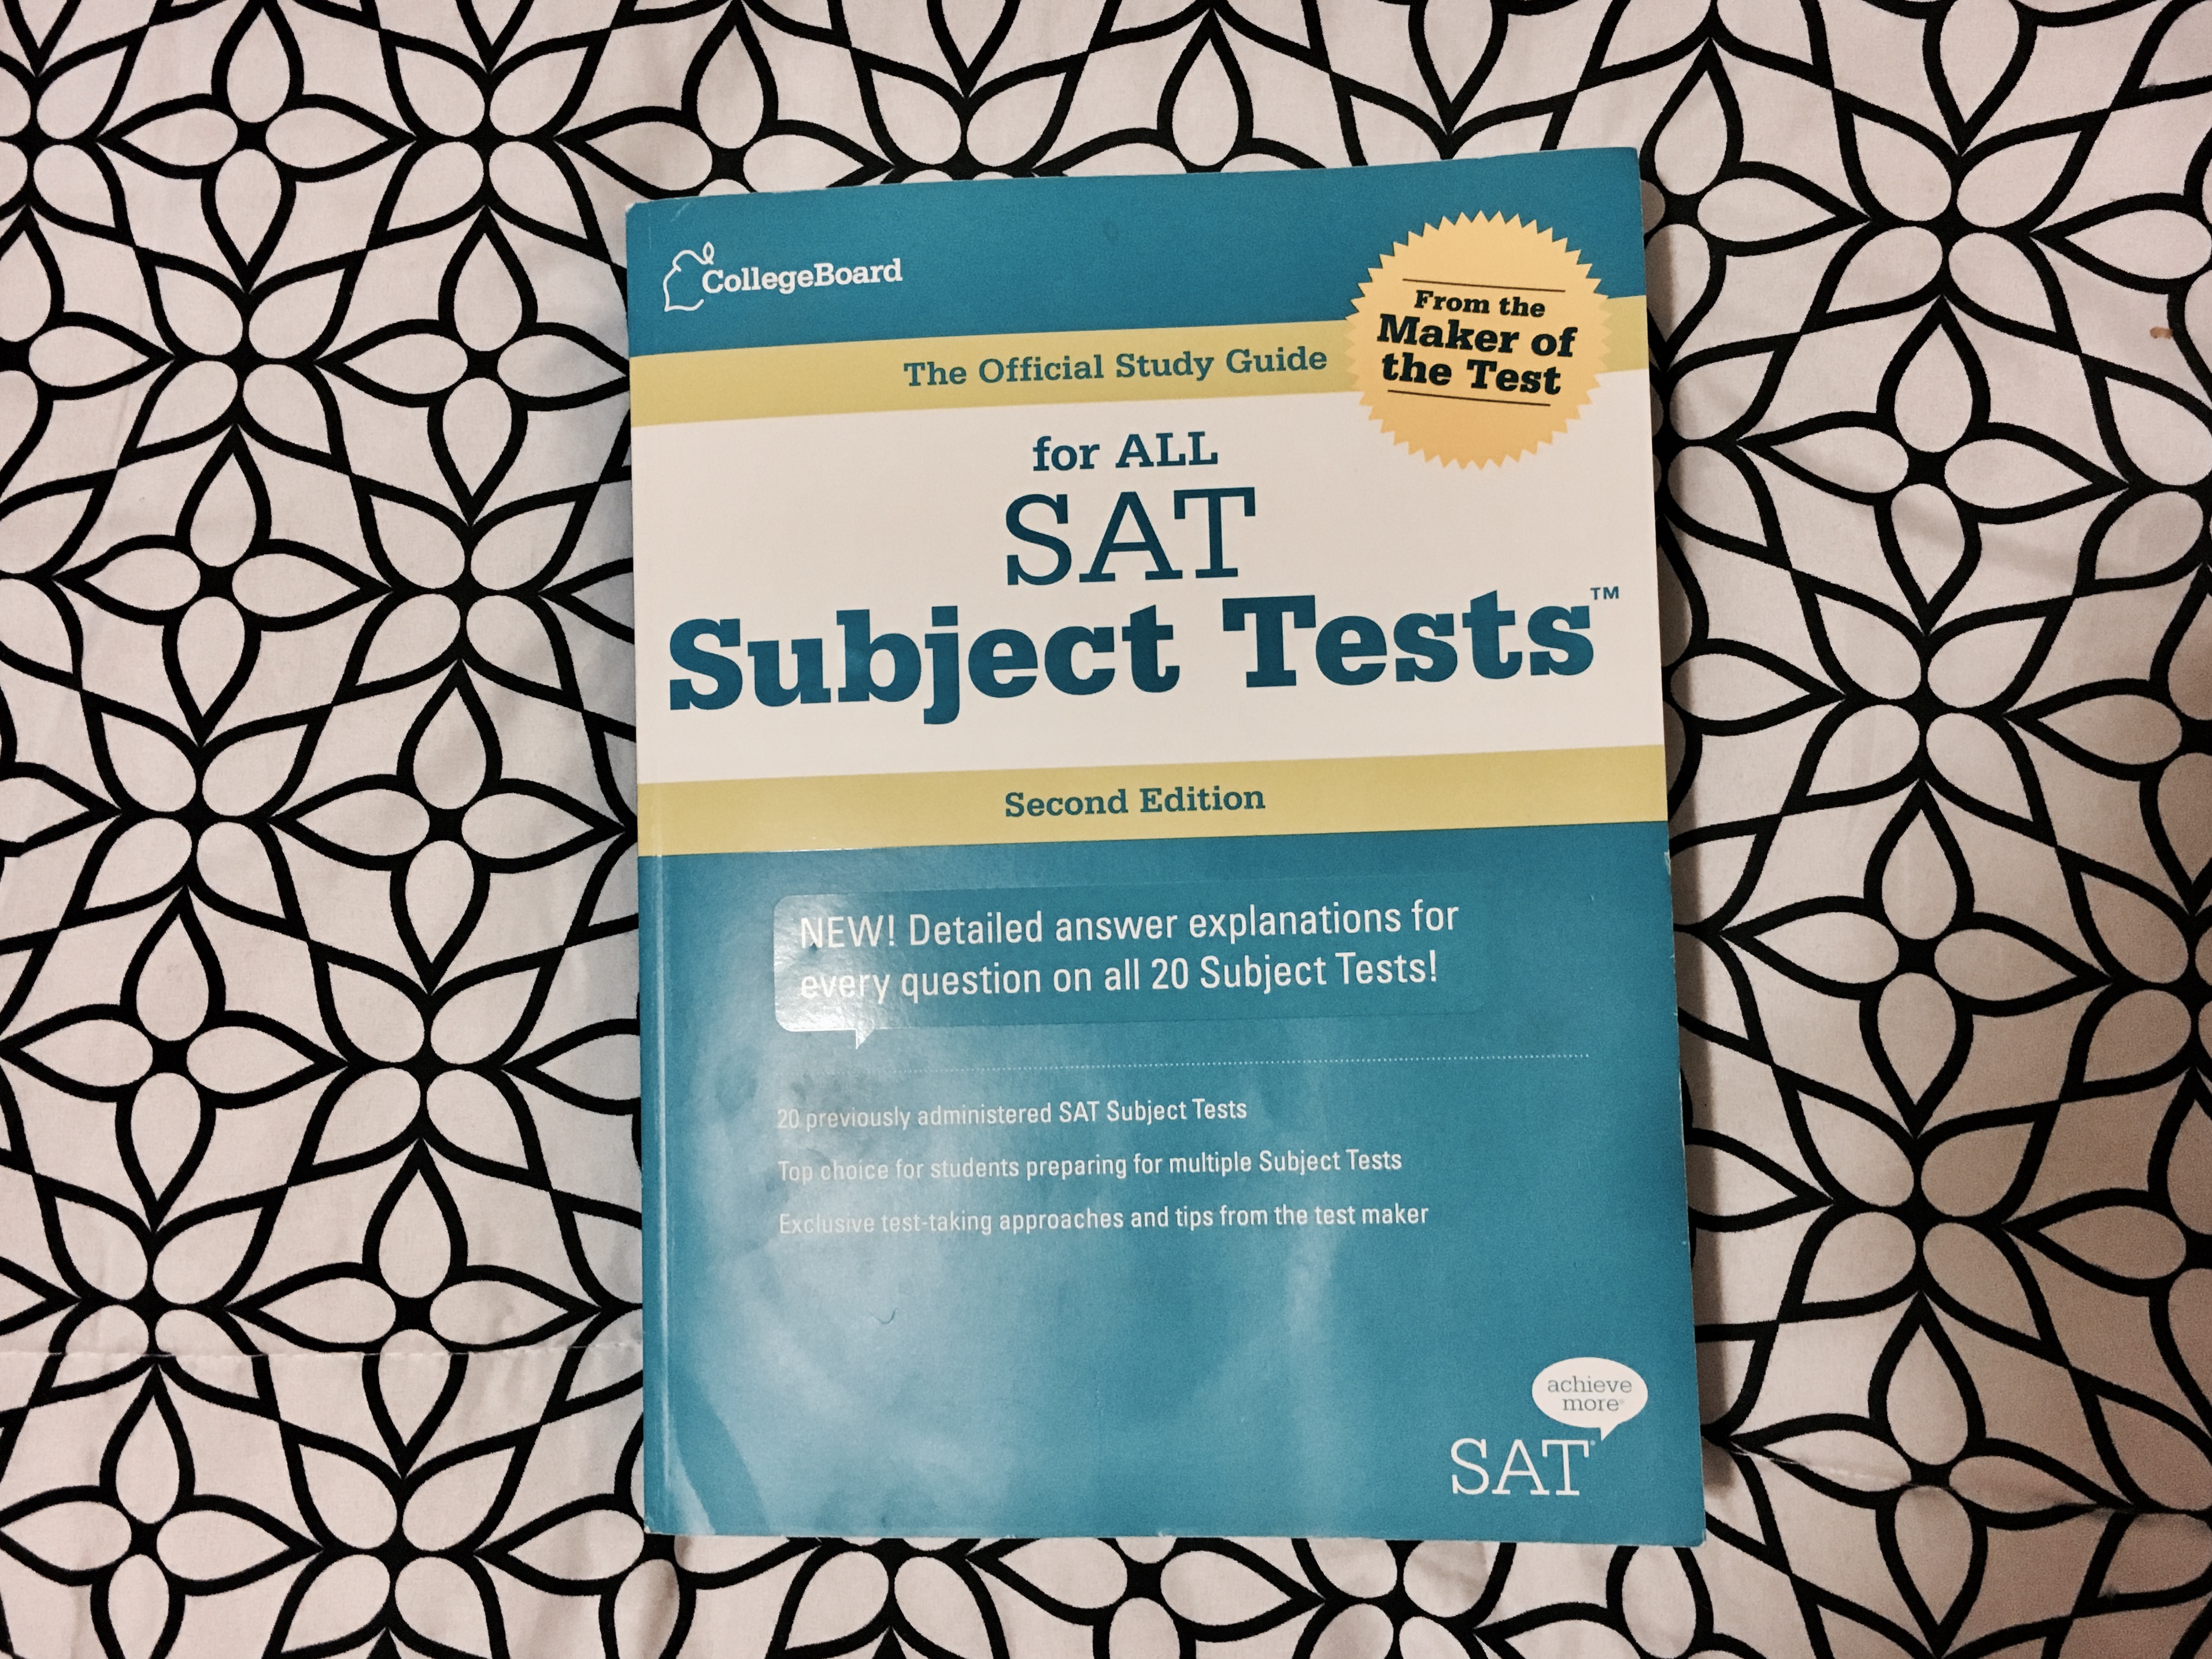 CollegeBoard
The Official Study Guide
From the
Maker of
the Test
for ALL
SAT
Subject Tests™
Second Edition
NEW! Detailed answer explanations for
every question on all 20 Subject Tests!
20 previously administered SAT Subject Tests
Top choice for students preparing for multiple Subject Tests
Exclusive test-taking approaches and tips from the test maker
achieve
more®
SAT®